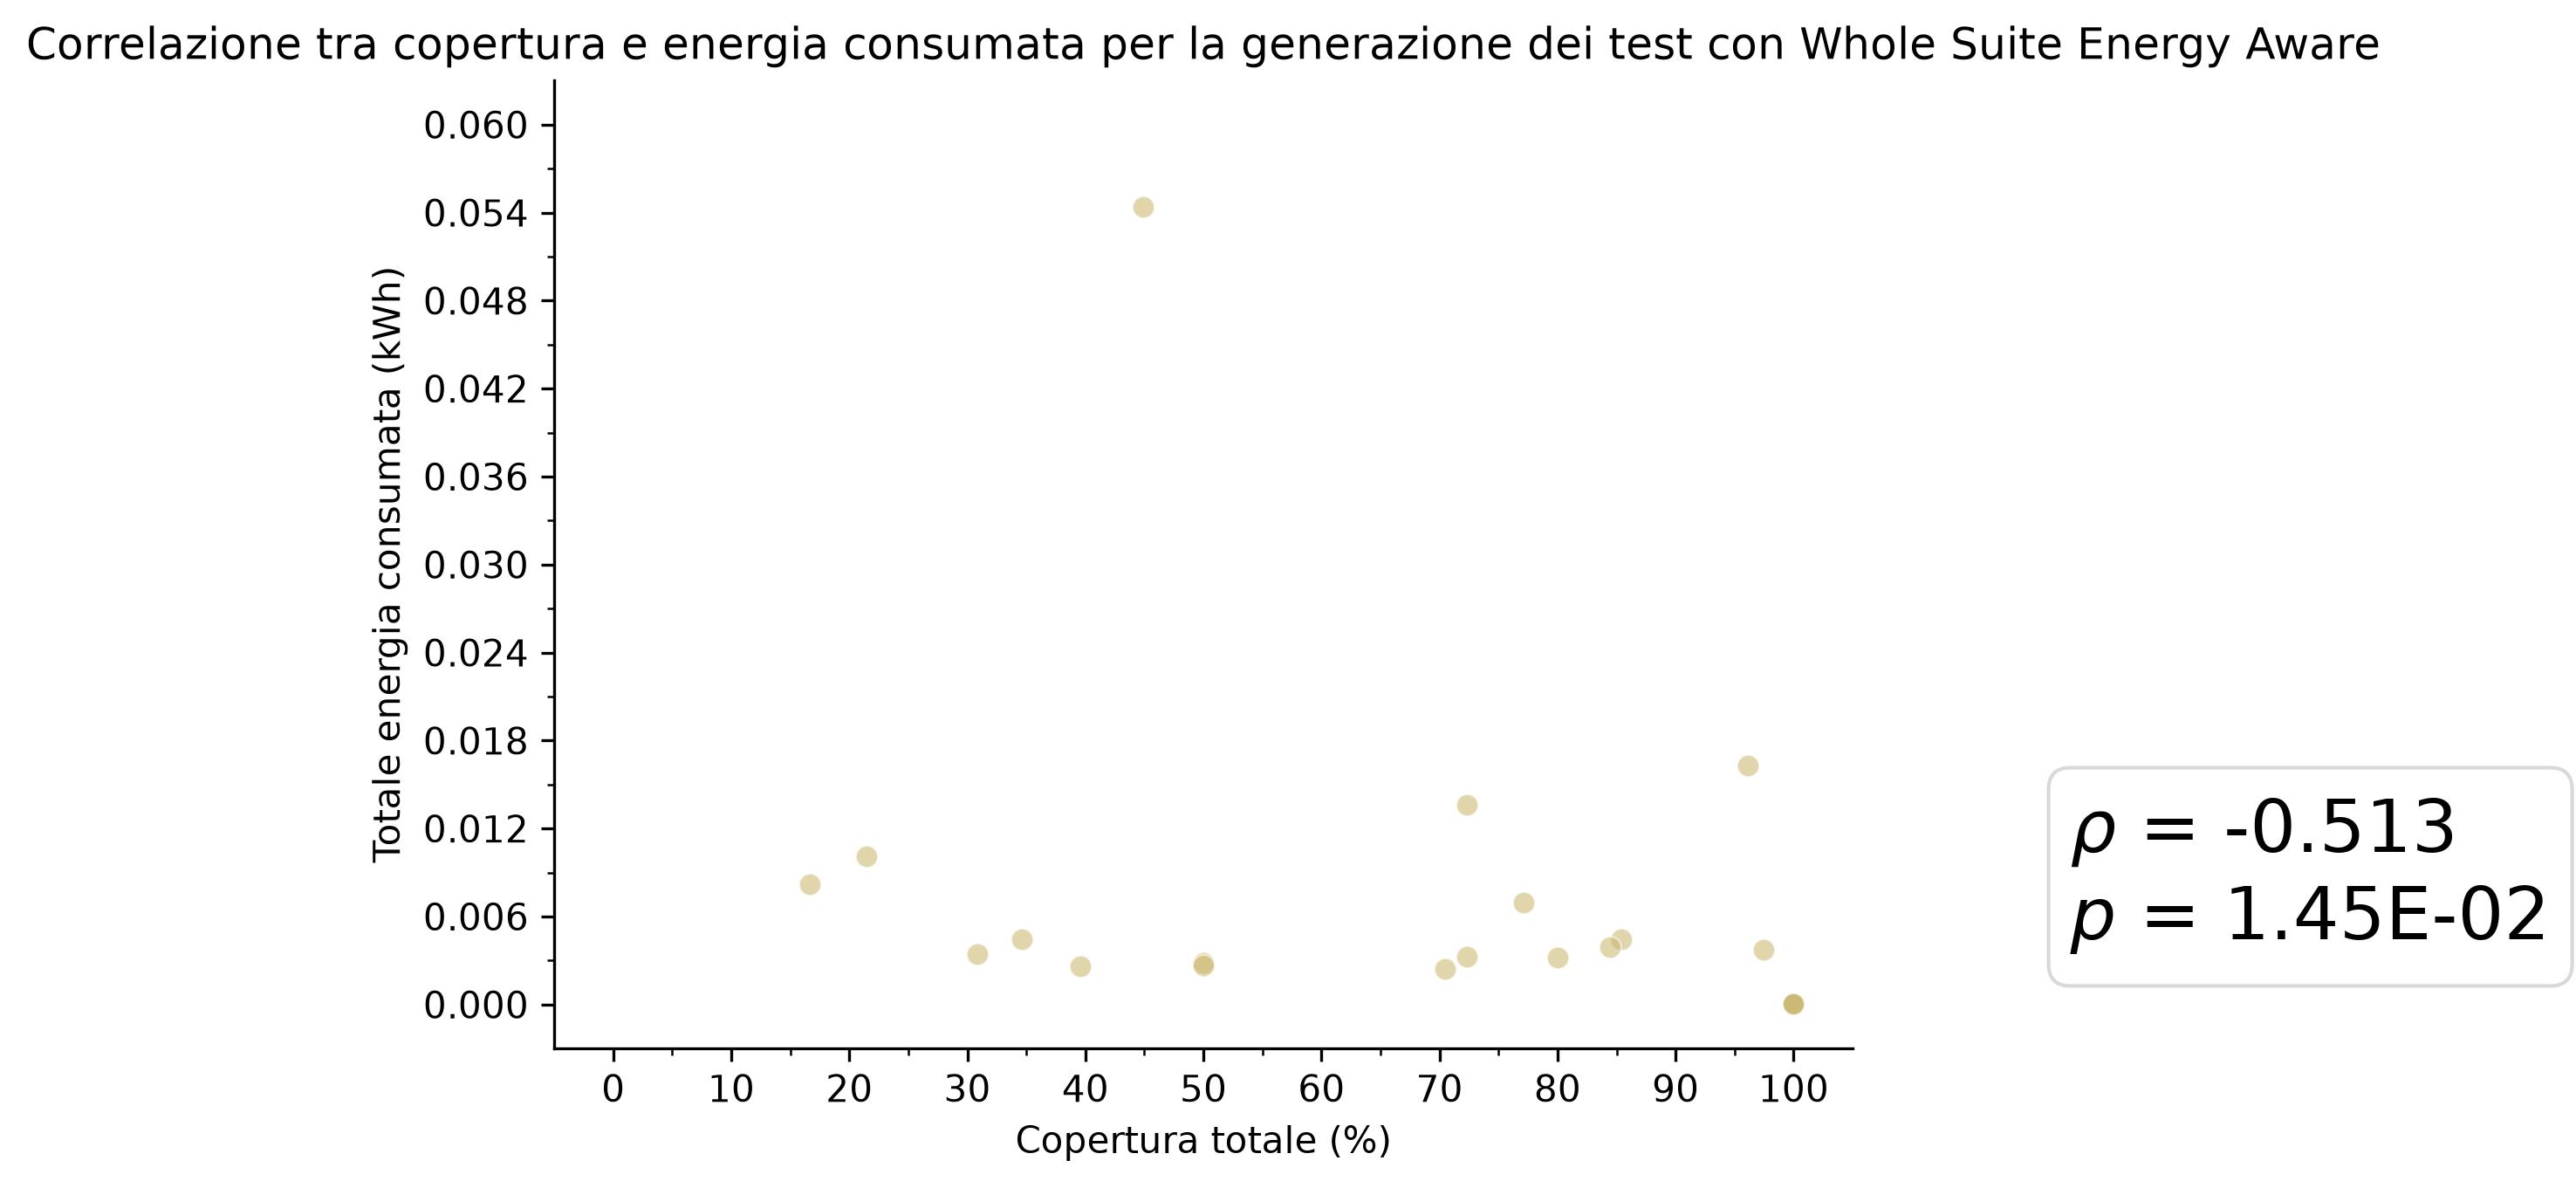 Correlazione tra copertura e energia consumata per la generazione dei test con Whole Suite Energy Aware
Totale energia consumata (kWh)
0.060
0.054
0.048
0.042
0.036
0.030
0.024
0.018
0.012
0.006
0.000
0 10 20 30 40 50 60 70 80 90 100
Copertura totale (%)
ρ = -0.513
p = 1.45E-02